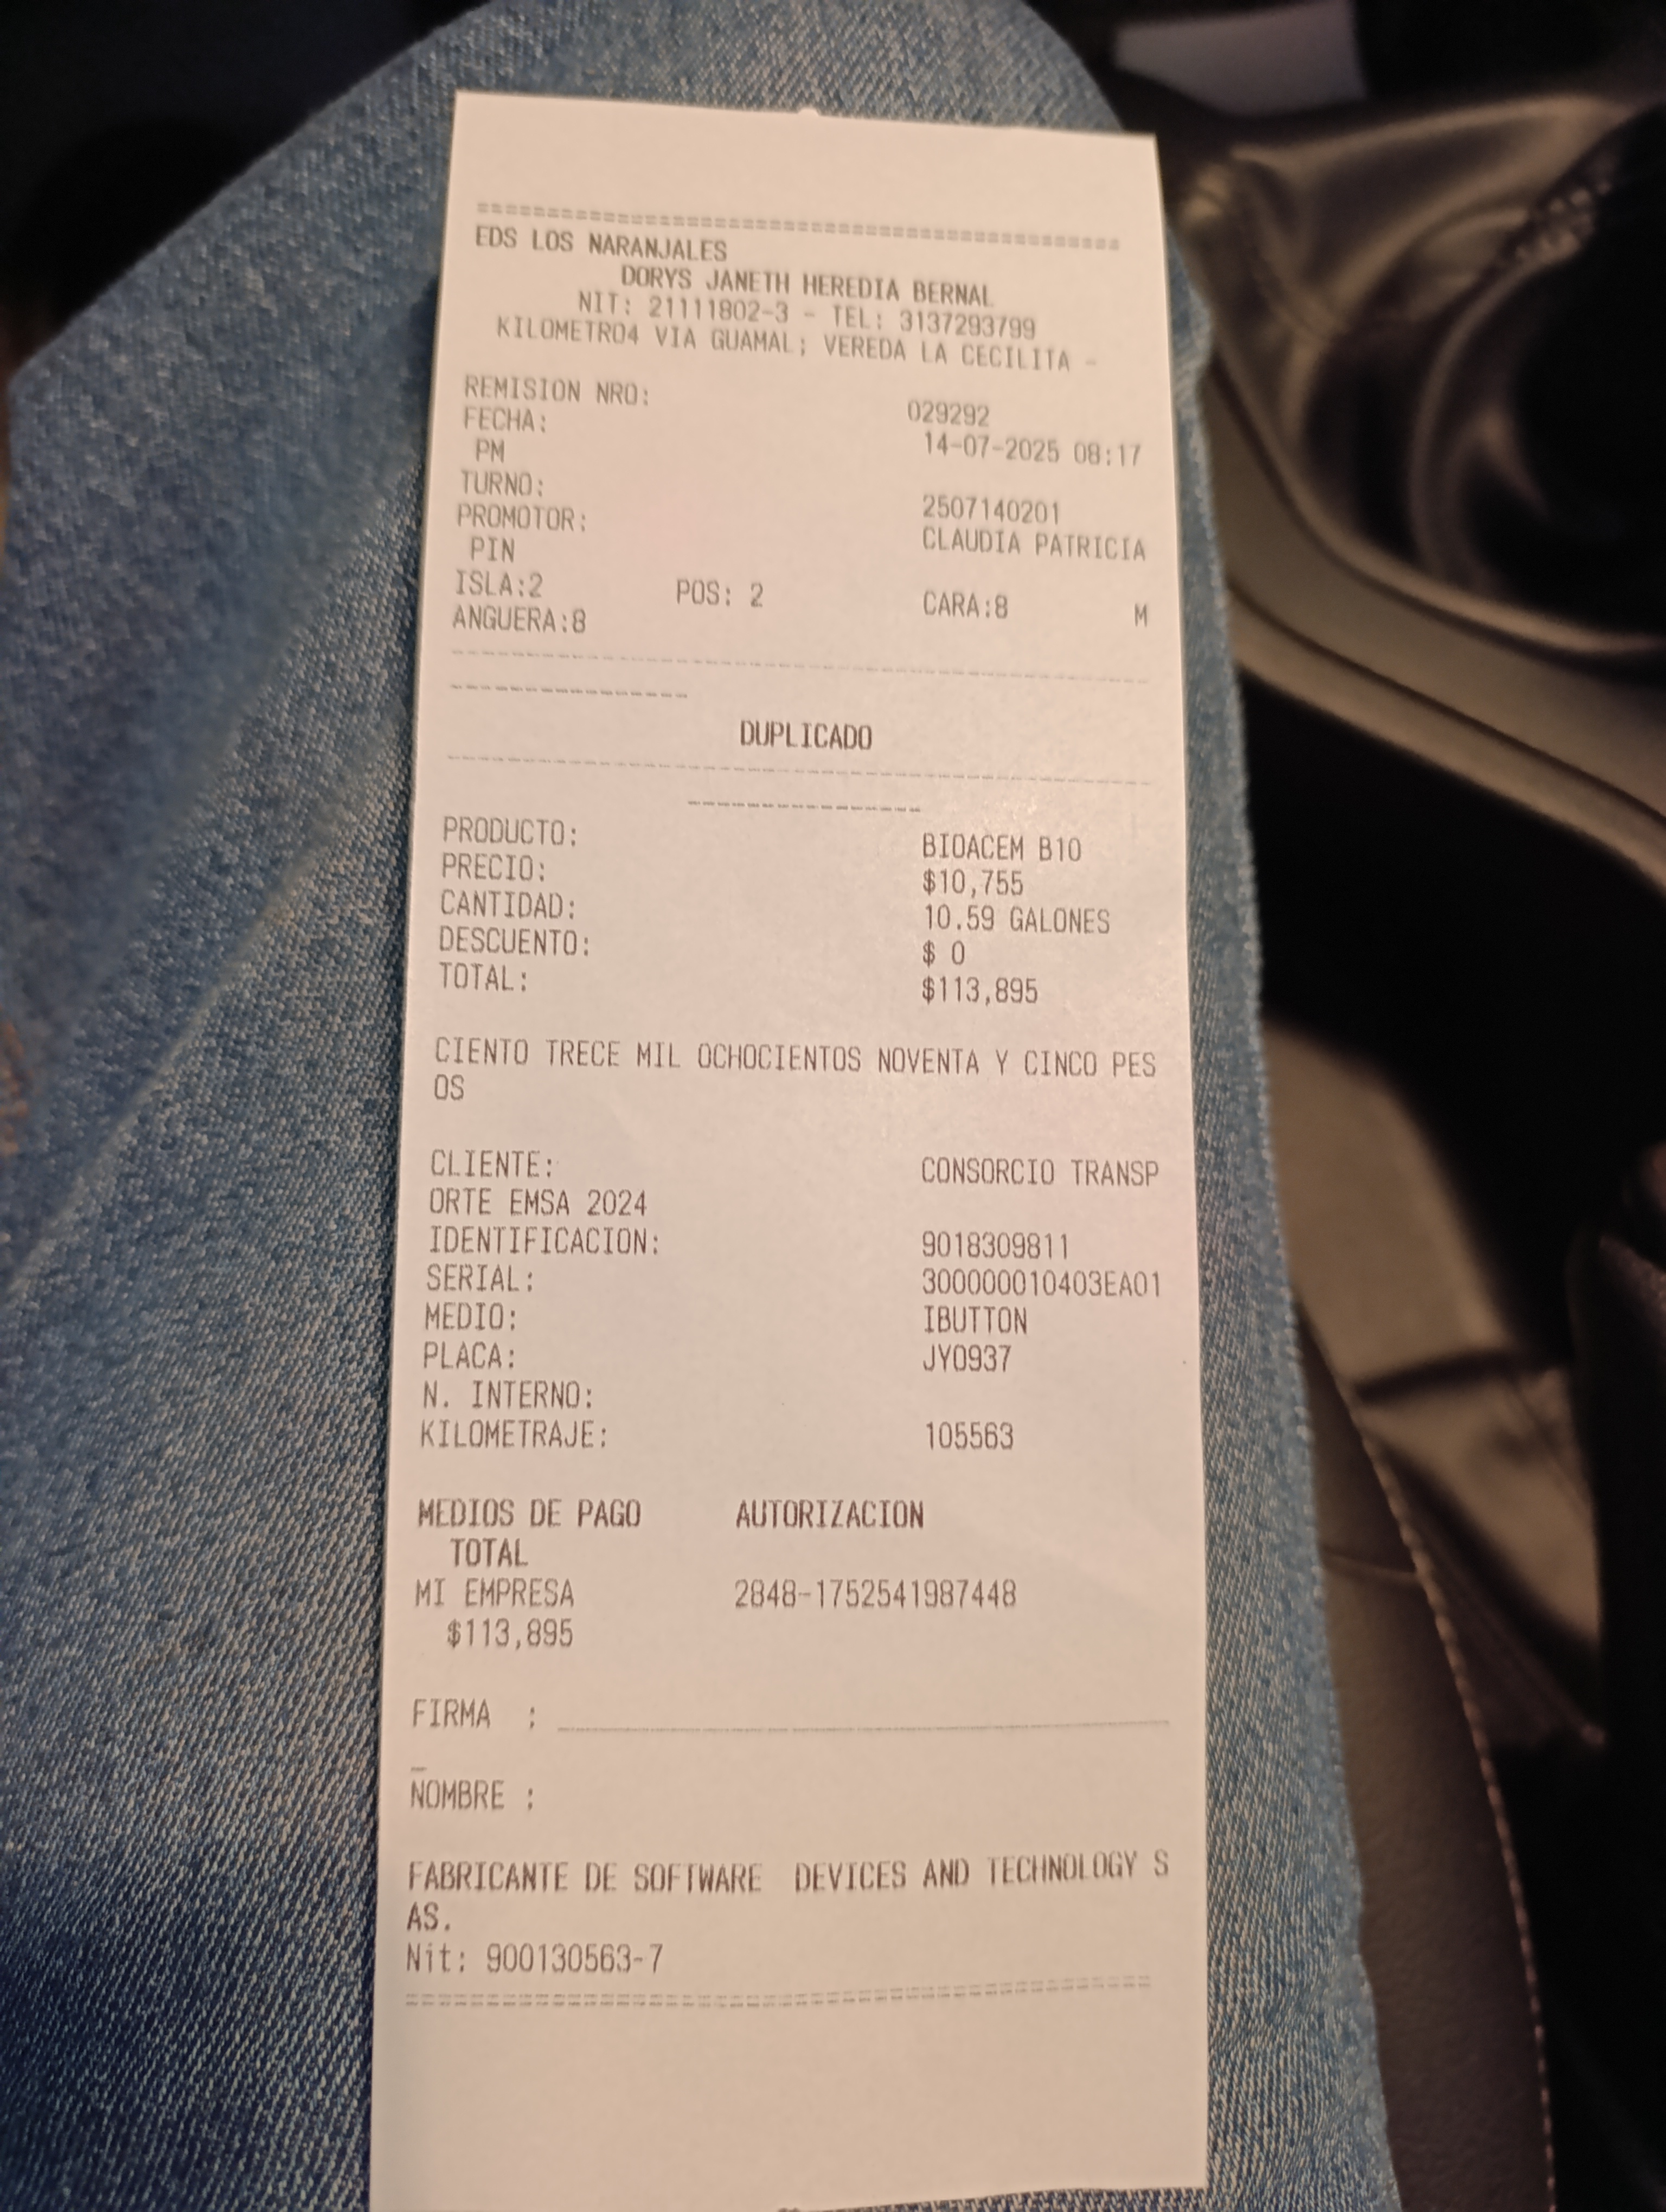 ================================================
EDS LOS NARANJALES
DORYS JANETH HEREDIA BERNAL
NIT: 21111802-3 - TEL: 3137293799
KILOMETRO4 VIA GUAMAL; VEREDA LA CECILITA -
REMISION NRO: 029292
FECHA: 14-07-2025 08:17
PM
TURNO: 2507140201
PROMOTOR: CLAUDIA PATRICIA
PIN
ISLA:2 POS: 2 CARA:8 M
ANGUERA:8
DUPLICADO
PRODUCTO: BIOACEM B10
PRECIO: $10,755
CANTIDAD: 10.59 GALONES
DESCUENTO: $ 0
TOTAL: $113,895
CIENTO TRECE MIL OCHOCIENTOS NOVENTA Y CINCO PES
OS
CLIENTE: CONSORCIO TRANSP
ORTE EMSA 2024
IDENTIFICACION: 9018309811
SERIAL: 300000010403EA01
MEDIO: IBUTTON
PLACA: JYO937
N. INTERNO:
KILOMETRAJE: 105563
MEDIOS DE PAGO AUTORIZACION
TOTAL
MI EMPRESA 2848-1752541987448
$113,895
FIRMA : ______________________
_
NOMBRE :
FABRICANTE DE SOFTWARE DEVICES AND TECHNOLOGY S
AS.
Nit: 900130563-7
================================================